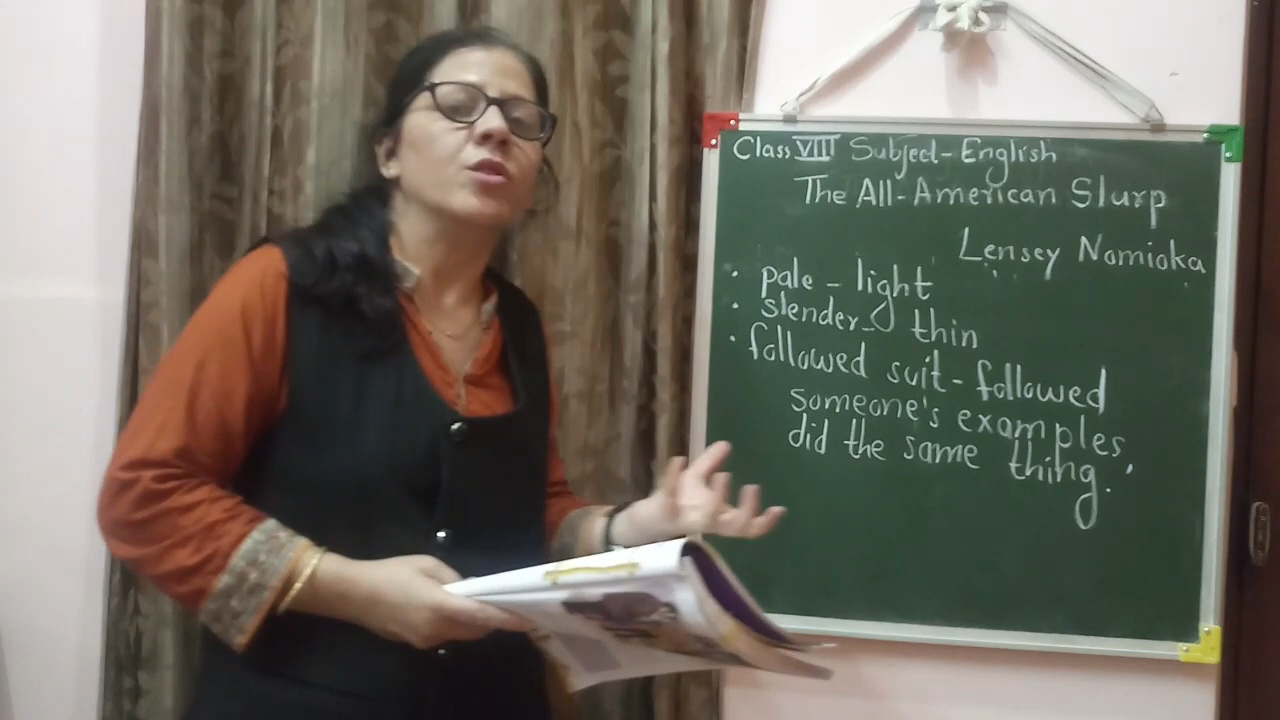 Class VIII Subject-English
The All-American Slurp
Lensey Nomioka
· pale - light
· slender - thin
· followed suit - followed
someone's examples,
did the same thing.